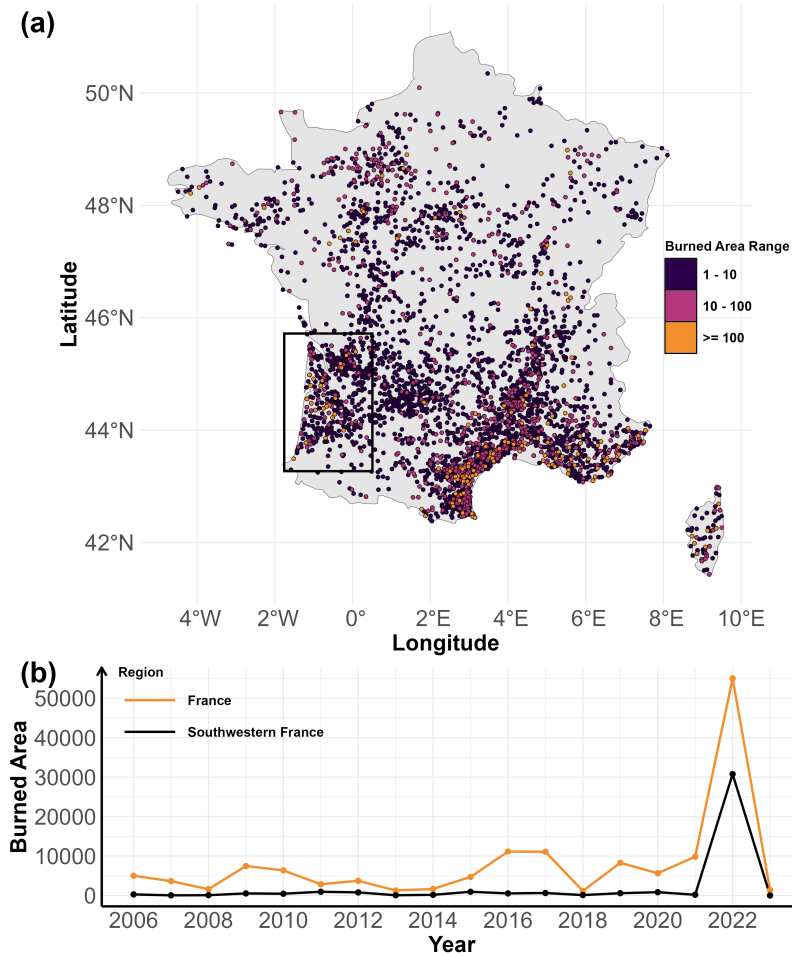 (a)
50°N
48°N
46°N
44°N
42°N
Latitude
4°W 2°W 0° 2°E 4°E 6°E 8°E 10°E
Longitude
Burned Area Range
1 - 10
10 - 100
>= 100
(b)
Region
France
Southwestern France
50000
40000
30000
20000
10000
0
Burned Area
2006 2008 2010 2012 2014 2016 2018 2020 2022
Year